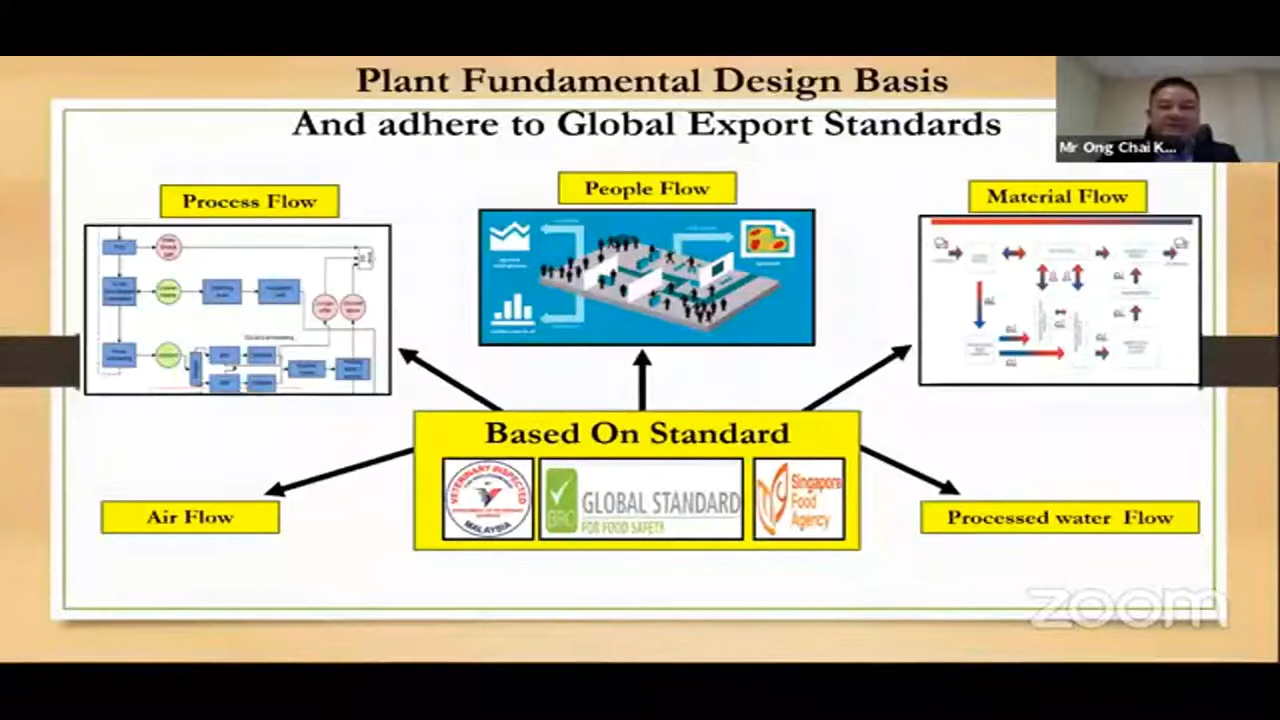 Plant Fundamental Design Basis
And adhere to Global Export Standards
Mr Ong Chai K...
Process Flow
People Flow
Material Flow
Based On Standard
VETERINARY INSPECTED
MALAYSIA
BRC
GLOBAL STANDARD
FOR FOOD SAFETY
Singapore
Food
Agency
Air Flow
Processed water Flow
zoom